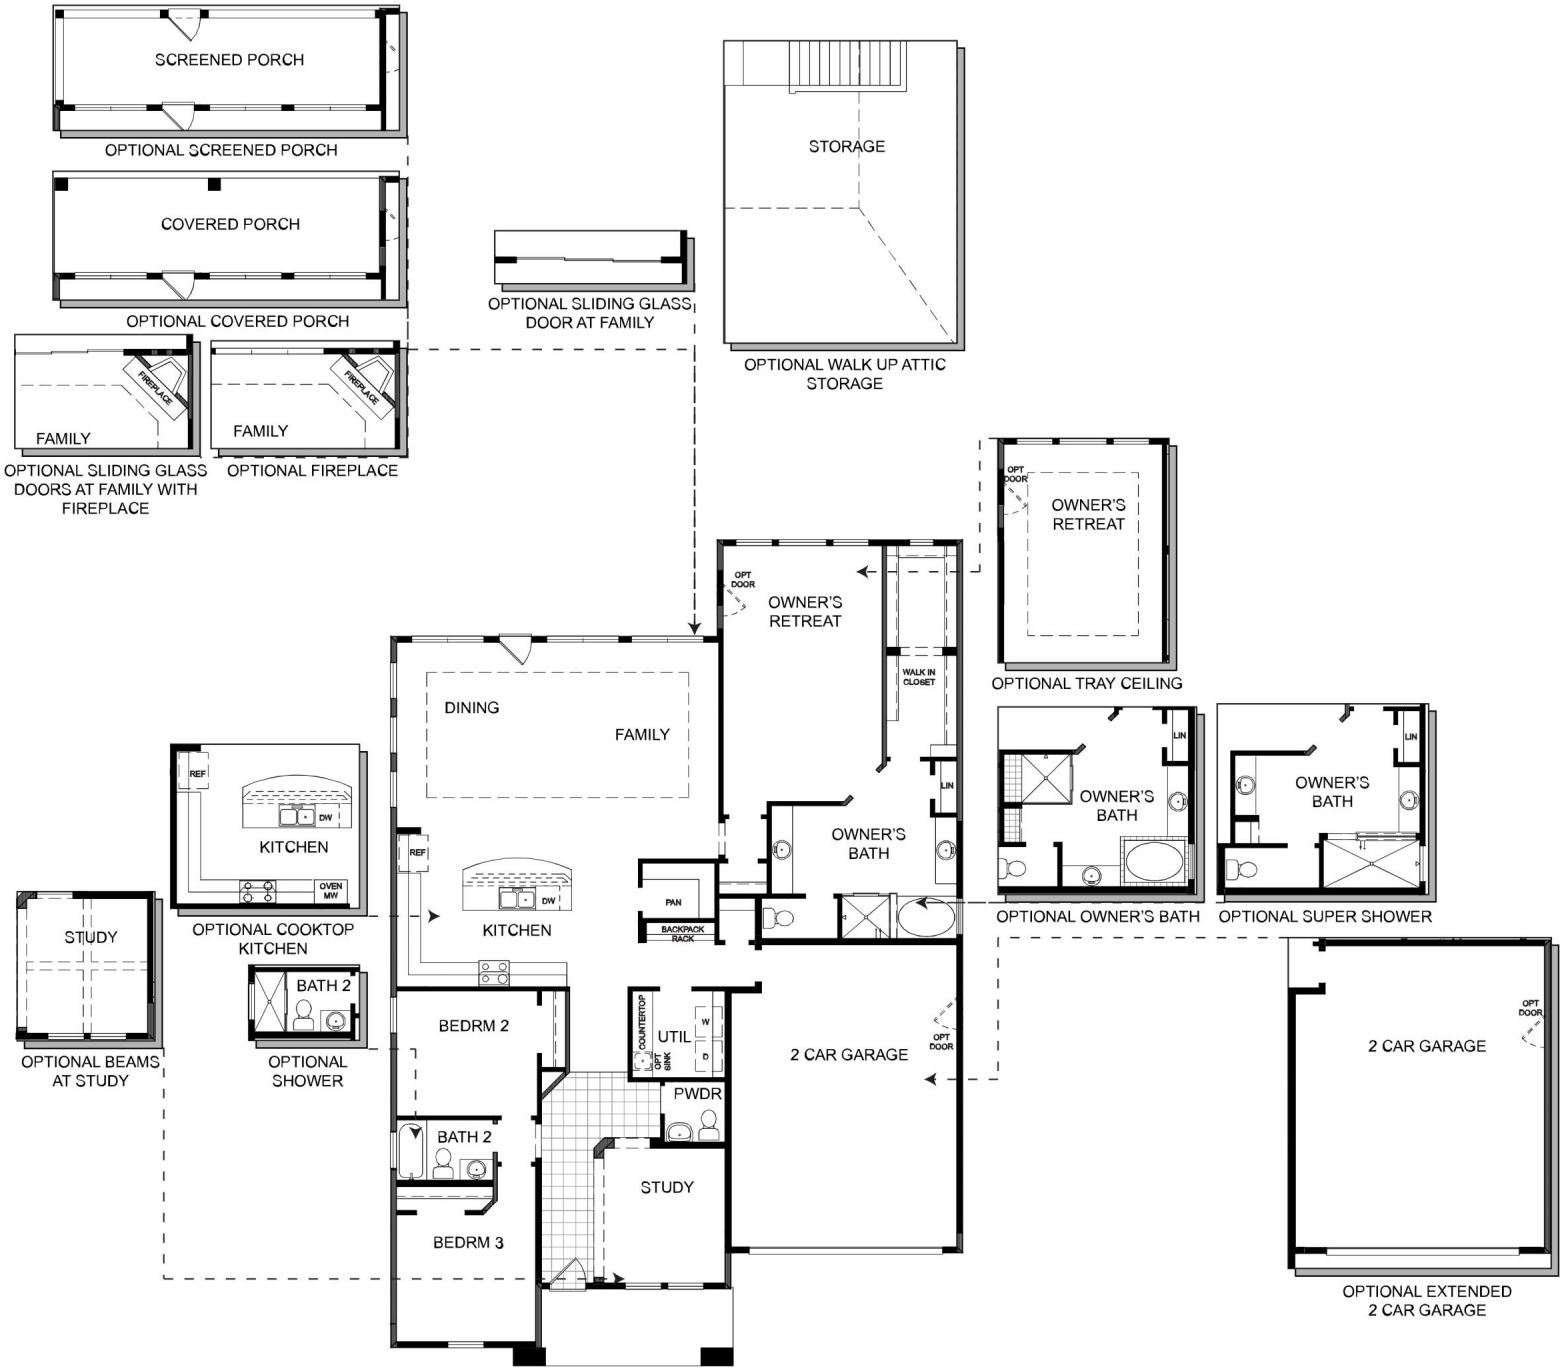 SCREENED PORCH
OPTIONAL SCREENED PORCH
COVERED PORCH
OPTIONAL COVERED PORCH
FIREPLACE
FAMILY
OPTIONAL SLIDING GLASS
DOORS AT FAMILY WITH
FIREPLACE
FIREPLACE
FAMILY
OPTIONAL FIREPLACE
OPTIONAL SLIDING GLASS
DOOR AT FAMILY
STORAGE
OPTIONAL WALK UP ATTIC
STORAGE
OPT
DOOR
OWNER'S
RETREAT
OPTIONAL TRAY CEILING
OPT
DOOR
OWNER'S
RETREAT
WALK IN
CLOSET
DINING
FAMILY
LIN
OWNER'S
BATH
LIN
OWNER'S
BATH
OPTIONAL OWNER'S BATH
LIN
OWNER'S
BATH
OPTIONAL SUPER SHOWER
REF
DW
KITCHEN
OVEN
MW
OPTIONAL COOKTOP
KITCHEN
REF
DW
KITCHEN
PAN
BACKPACK
RACK
STUDY
OPTIONAL BEAMS
AT STUDY
BATH 2
OPTIONAL
SHOWER
BEDRM 2
COUNTERTOP
OPT
SINK
UTIL
W
D
2 CAR GARAGE
OPT
DOOR
OPT
DOOR
2 CAR GARAGE
OPTIONAL EXTENDED
2 CAR GARAGE
PWDR
BATH 2
STUDY
BEDRM 3